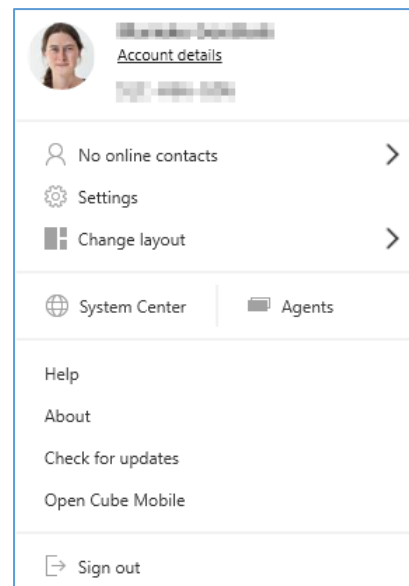 Account details
No online contacts
Settings
Change layout
System Center Agents
Help
About
Check for updates
Open Cube Mobile
Sign out